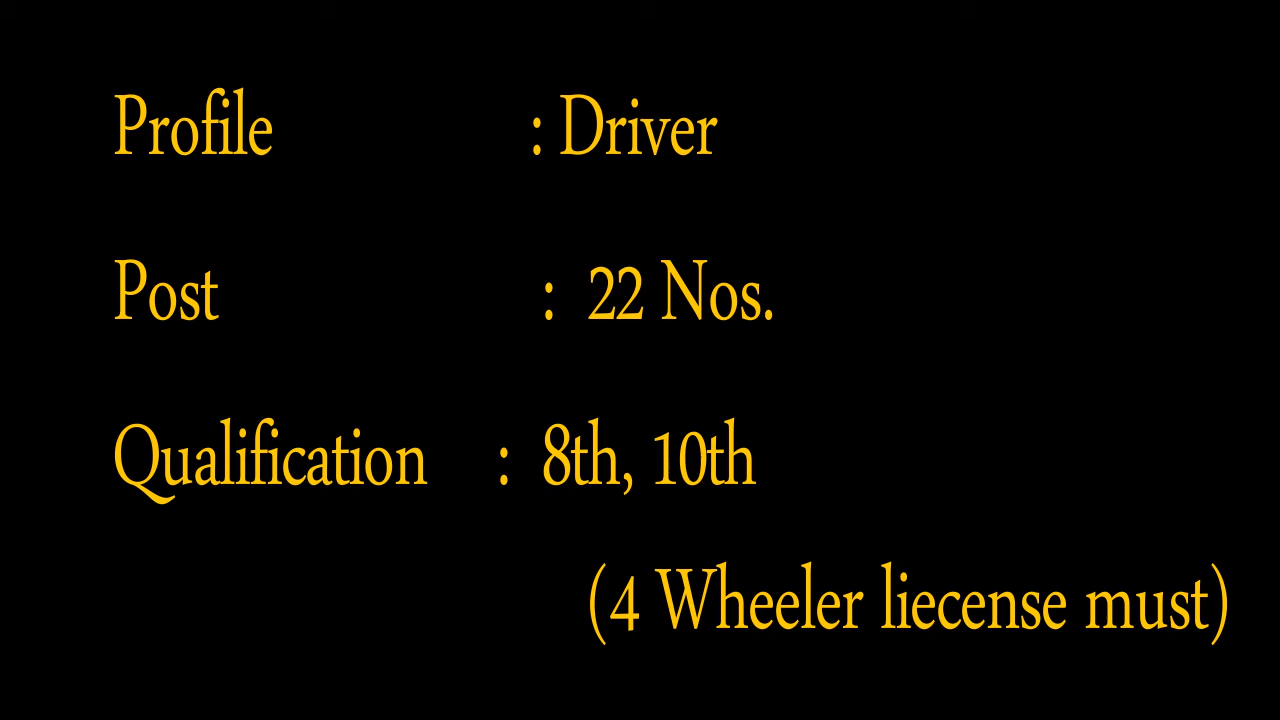 Profile : Driver
Post : 22 Nos.
Qualification : 8th, 10th
(4 Wheeler liecense must)